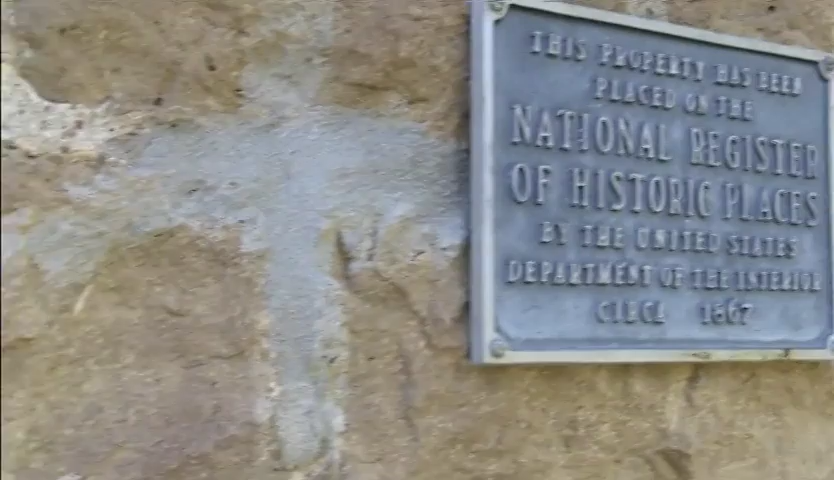 THIS PROPERTY HAS BEEN
PLACED ON THE
NATIONAL REGISTER
OF HISTORIC PLACES
BY THE UNITED STATES
DEPARTMENT OF THE INTERIOR
CIRCA